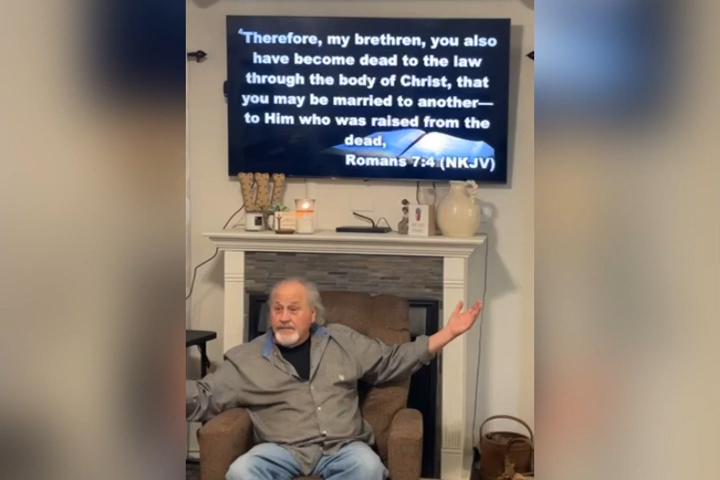 4Therefore, my brethren, you also
have become dead to the law
through the body of Christ, that
you may be married to another—
to Him who was raised from the
dead,
Romans 7:4 (NKJV)